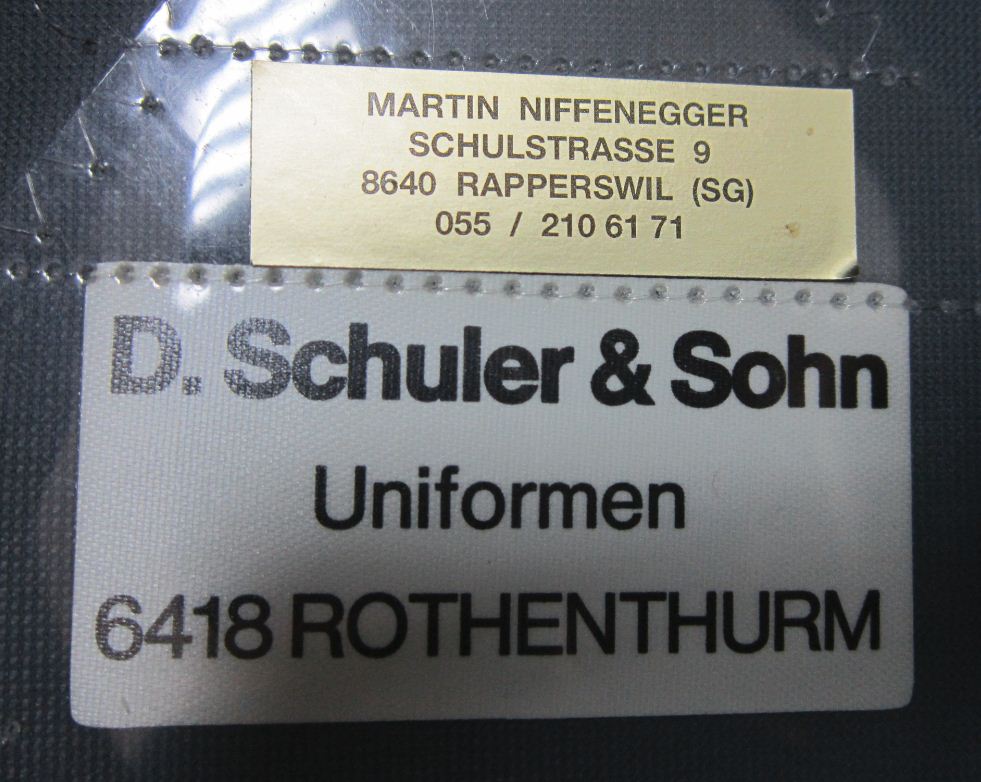 MARTIN NIFFENEGGER
SCHULSTRASSE 9
8640 RAPPERSWIL (SG)
055 / 210 61 71
D. Schuler & Sohn
Uniformen
6418 ROTHENTHURM